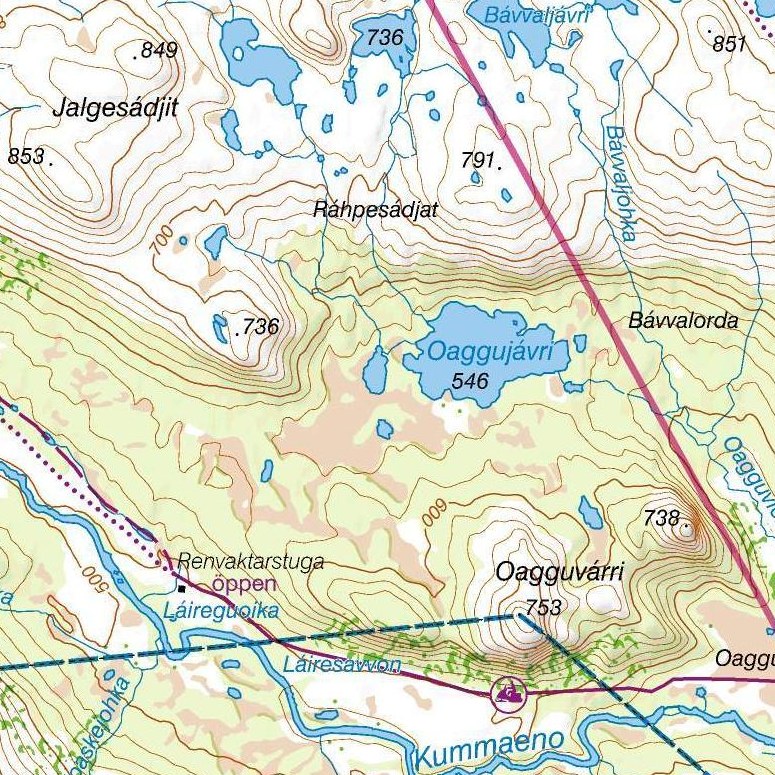 Bávvaljávri
736
851
849
Jalgesádjit
853
791
Bávvaljohka
Ráhpesádjat
700
736
Bávvalorda
Oaggujávri
546
600
738
Oagguvárri
753
Renvaktarstuga
öppen
500
Láireguoika
Láiresavvon
Kummaeno